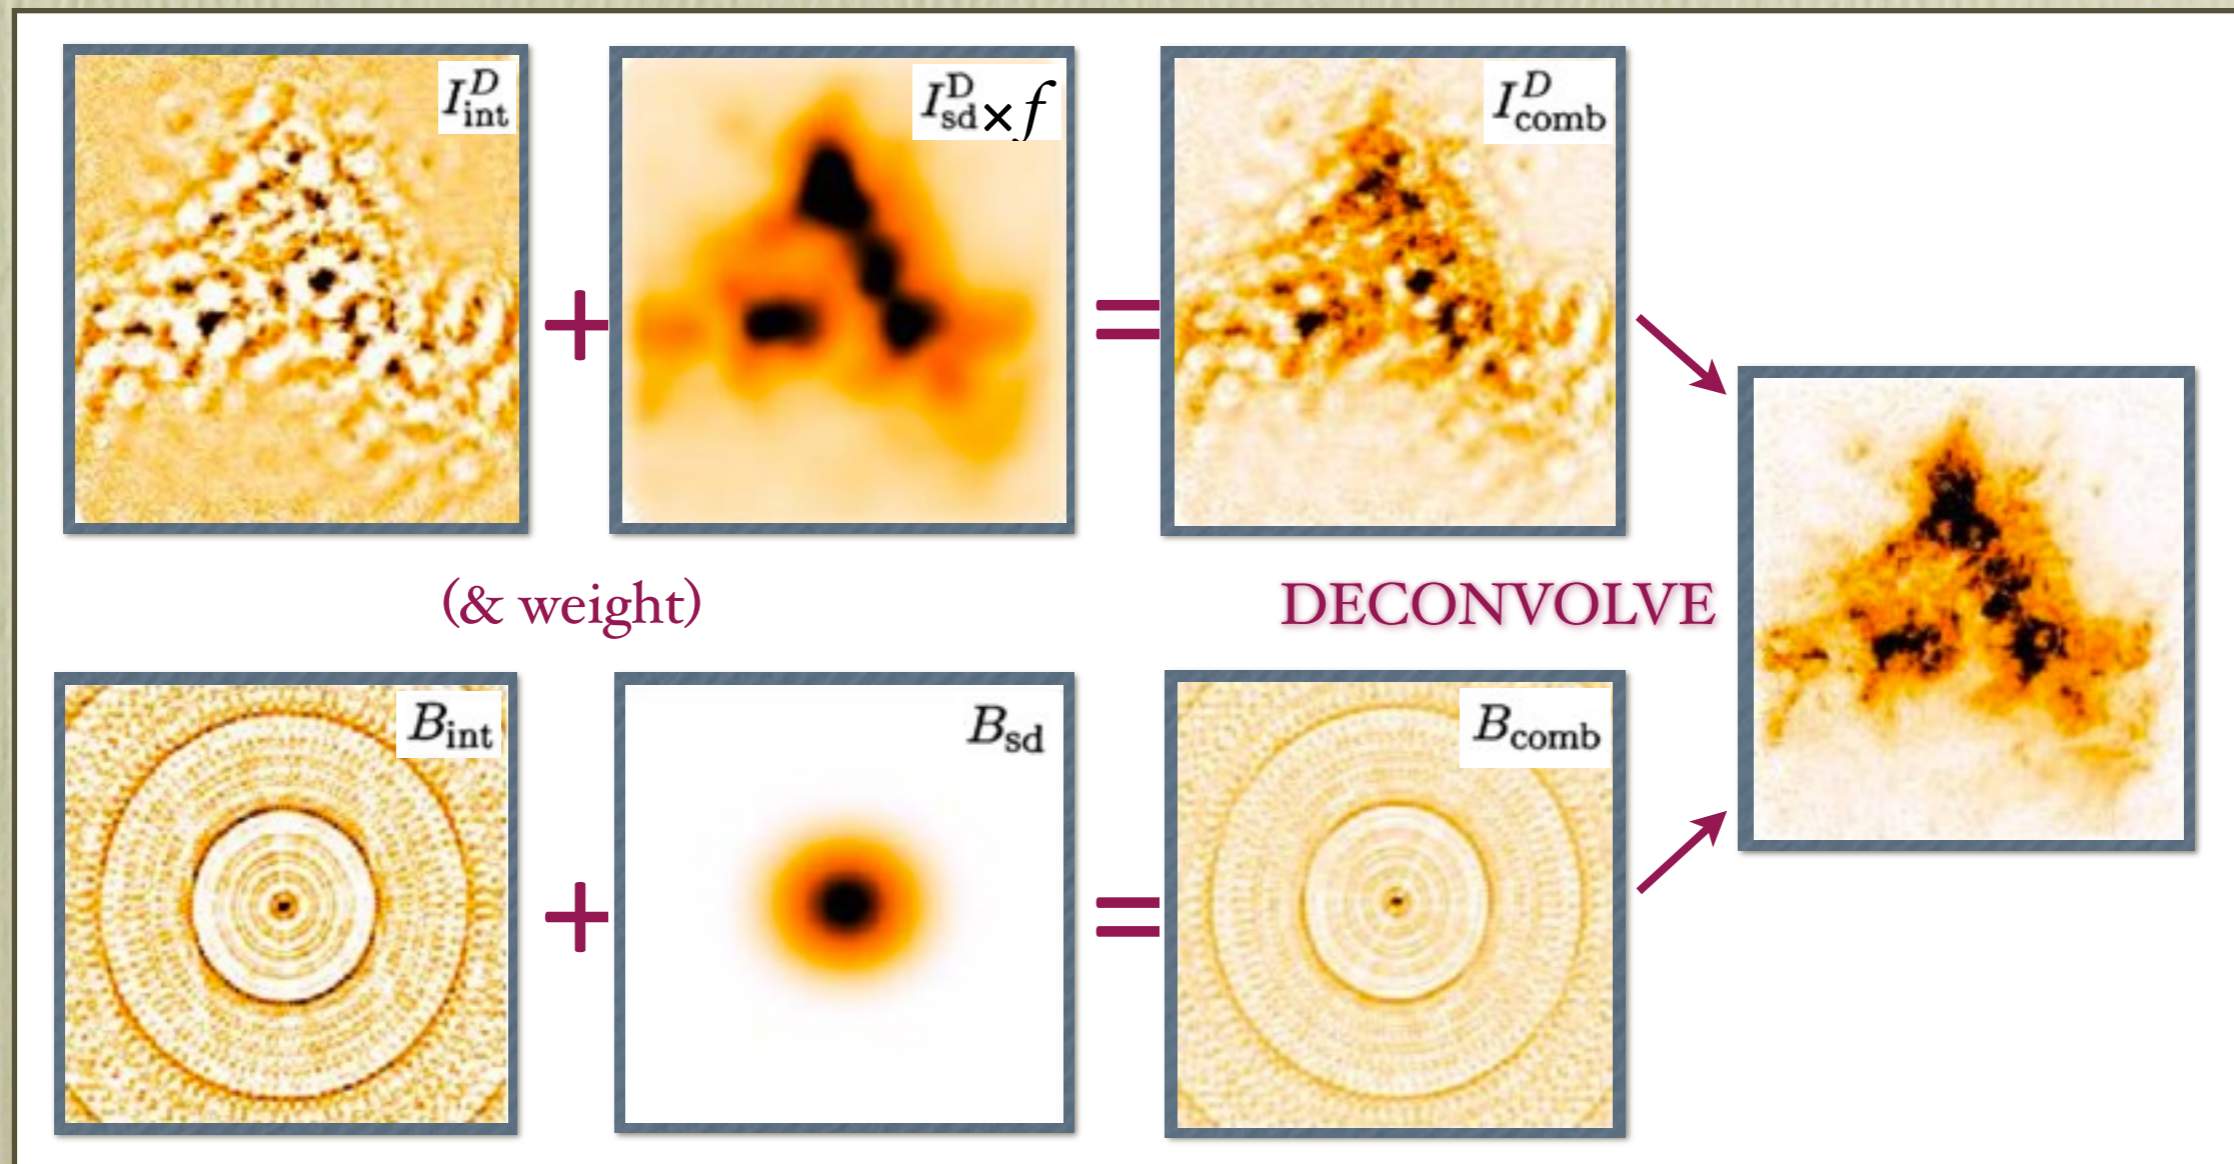 I^D_int
+
I^D_sd × f
=
I^D_comb
(& weight)
DECONVOLVE
B_int
+
B_sd
=
B_comb